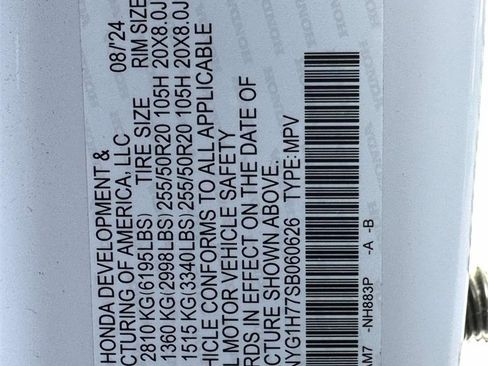 HONDA DEVELOPMENT & 08/'24
CTURING OF AMERICA, LLC
TIRE SIZE RIM SIZE
2810 KG(6195LBS)
1360 KG(2998LBS) 255/50R20 105H 20X8.0J
1515 KG(3340LBS) 255/50R20 105H 20X8.0J
HICLE CONFORMS TO ALL APPLICABLE
L MOTOR VEHICLE SAFETY
RDS IN EFFECT ON THE DATE OF
CTURE SHOWN ABOVE.
NYG1H77SB060626 TYPE: MPV
AM7 -NH883P -A -B
HONDA